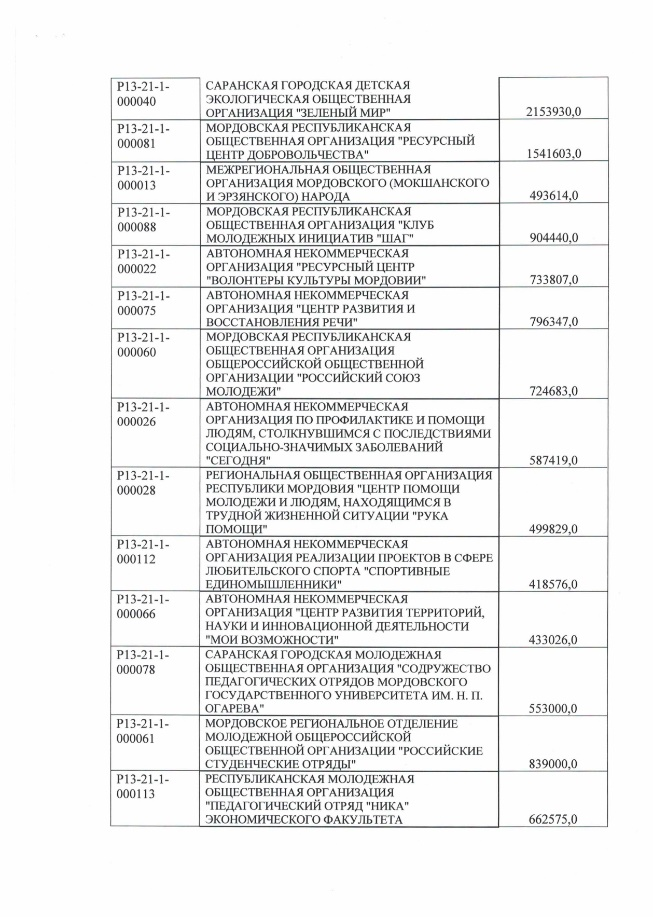 Р13-21-1-
000040
САРАНСКАЯ ГОРОДСКАЯ ДЕТСКАЯ
ЭКОЛОГИЧЕСКАЯ ОБЩЕСТВЕННАЯ
ОРГАНИЗАЦИЯ "ЗЕЛЕНЫЙ МИР"
2153930,0
Р13-21-1-
000081
МОРДОВСКАЯ РЕСПУБЛИКАНСКАЯ
ОБЩЕСТВЕННАЯ ОРГАНИЗАЦИЯ "РЕСУРСНЫЙ
ЦЕНТР ДОБРОВОЛЬЧЕСТВА"
1541603,0
Р13-21-1-
000013
МЕЖРЕГИОНАЛЬНАЯ ОБЩЕСТВЕННАЯ
ОРГАНИЗАЦИЯ МОРДОВСКОГО (МОКШАНСКОГО
И ЭРЗЯНСКОГО) НАРОДА
493614,0
Р13-21-1-
000088
МОРДОВСКАЯ РЕСПУБЛИКАНСКАЯ
ОБЩЕСТВЕННАЯ ОРГАНИЗАЦИЯ "КЛУБ
МОЛОДЕЖНЫХ ИНИЦИАТИВ "ШАГ"
904440,0
Р13-21-1-
000022
АВТОНОМНАЯ НЕКОММЕРЧЕСКАЯ
ОРГАНИЗАЦИЯ "РЕСУРСНЫЙ ЦЕНТР
"ВОЛОНТЕРЫ КУЛЬТУРЫ МОРДОВИИ"
733807,0
Р13-21-1-
000075
АВТОНОМНАЯ НЕКОММЕРЧЕСКАЯ
ОРГАНИЗАЦИЯ "ЦЕНТР РАЗВИТИЯ И
ВОССТАНОВЛЕНИЯ РЕЧИ"
796347,0
Р13-21-1-
000060
МОРДОВСКАЯ РЕСПУБЛИКАНСКАЯ
ОБЩЕСТВЕННАЯ ОРГАНИЗАЦИЯ
ОБЩЕРОССИЙСКОЙ ОБЩЕСТВЕННОЙ
ОРГАНИЗАЦИИ "РОССИЙСКИЙ СОЮЗ
МОЛОДЕЖИ"
724683,0
Р13-21-1-
000026
АВТОНОМНАЯ НЕКОММЕРЧЕСКАЯ
ОРГАНИЗАЦИЯ ПО ПРОФИЛАКТИКЕ И ПОМОЩИ
ЛЮДЯМ, СТОЛКНУВШИМСЯ С ПОСЛЕДСТВИЯМИ
СОЦИАЛЬНО-ЗНАЧИМЫХ ЗАБОЛЕВАНИЙ
"СЕГОДНЯ"
587419,0
Р13-21-1-
000028
РЕГИОНАЛЬНАЯ ОБЩЕСТВЕННАЯ ОРГАНИЗАЦИЯ
РЕСПУБЛИКИ МОРДОВИЯ "ЦЕНТР ПОМОЩИ
МОЛОДЕЖИ И ЛЮДЯМ, НАХОДЯЩИМСЯ В
ТРУДНОЙ ЖИЗНЕННОЙ СИТУАЦИИ "РУКА
ПОМОЩИ"
499829,0
Р13-21-1-
000112
АВТОНОМНАЯ НЕКОММЕРЧЕСКАЯ
ОРГАНИЗАЦИЯ РЕАЛИЗАЦИИ ПРОЕКТОВ В СФЕРЕ
ЛЮБИТЕЛЬСКОГО СПОРТА "СПОРТИВНЫЕ
ЕДИНОМЫШЛЕННИКИ"
418576,0
Р13-21-1-
000066
АВТОНОМНАЯ НЕКОММЕРЧЕСКАЯ
ОРГАНИЗАЦИЯ "ЦЕНТР РАЗВИТИЯ ТЕРРИТОРИЙ,
НАУКИ И ИННОВАЦИОННОЙ ДЕЯТЕЛЬНОСТИ
"МОИ ВОЗМОЖНОСТИ"
433026,0
Р13-21-1-
000078
САРАНСКАЯ ГОРОДСКАЯ МОЛОДЕЖНАЯ
ОБЩЕСТВЕННАЯ ОРГАНИЗАЦИЯ "СОДРУЖЕСТВО
ПЕДАГОГИЧЕСКИХ ОТРЯДОВ МОРДОВСКОГО
ГОСУДАРСТВЕННОГО УНИВЕРСИТЕТА ИМ. Н. П.
ОГАРЕВА"
553000,0
Р13-21-1-
000061
МОРДОВСКОЕ РЕГИОНАЛЬНОЕ ОТДЕЛЕНИЕ
МОЛОДЕЖНОЙ ОБЩЕРОССИЙСКОЙ
ОБЩЕСТВЕННОЙ ОРГАНИЗАЦИИ "РОССИЙСКИЕ
СТУДЕНЧЕСКИЕ ОТРЯДЫ"
839000,0
Р13-21-1-
000113
РЕСПУБЛИКАНСКАЯ МОЛОДЕЖНАЯ
ОБЩЕСТВЕННАЯ ОРГАНИЗАЦИЯ
"ПЕДАГОГИЧЕСКИЙ ОТРЯД "НИКА"
ЭКОНОМИЧЕСКОГО ФАКУЛЬТЕТА
662575,0